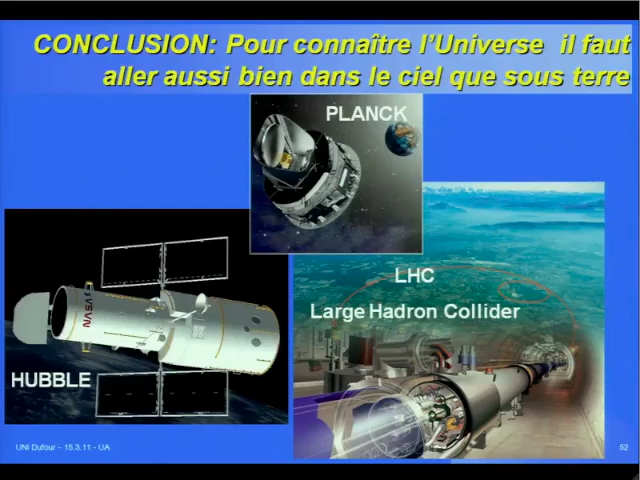 CONCLUSION: Pour connaître l'Universe il faut
aller aussi bien dans le ciel que sous terre
PLANCK
LHC
Large Hadron Collider
NASA
HUBBLE
UNI Dufour - 15.3.11 - UA
52